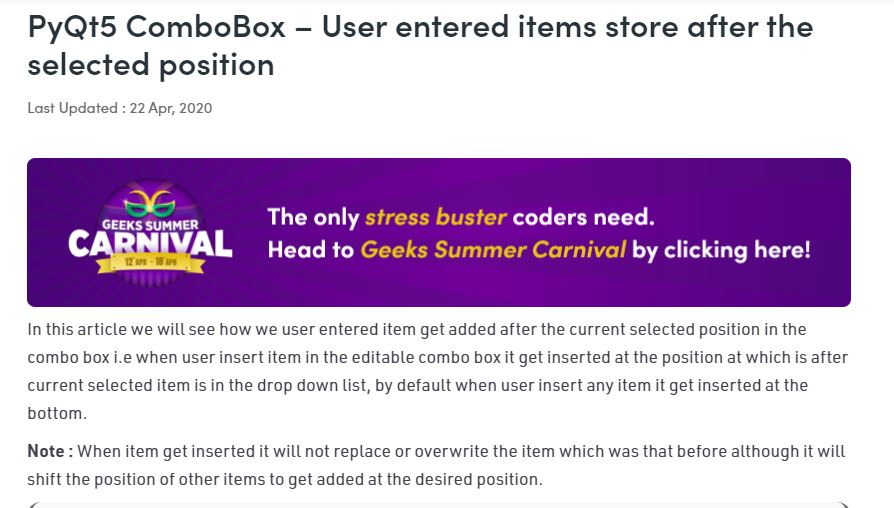 PyQt5 ComboBox – User entered items store after the
selected position
Last Updated : 22 Apr, 2020
GEEKS SUMMER
CARNIVAL
12 APR - 18 APR
The only stress buster coders need.
Head to Geeks Summer Carnival by clicking here!
In this article we will see how we user entered item get added after the current selected position in the
combo box i.e when user insert item in the editable combo box it get inserted at the position at which is after
current selected item is in the drop down list, by default when user insert any item it get inserted at the
bottom.
Note : When item get inserted it will not replace or overwrite the item which was that before although it will
shift the position of other items to get added at the desired position.